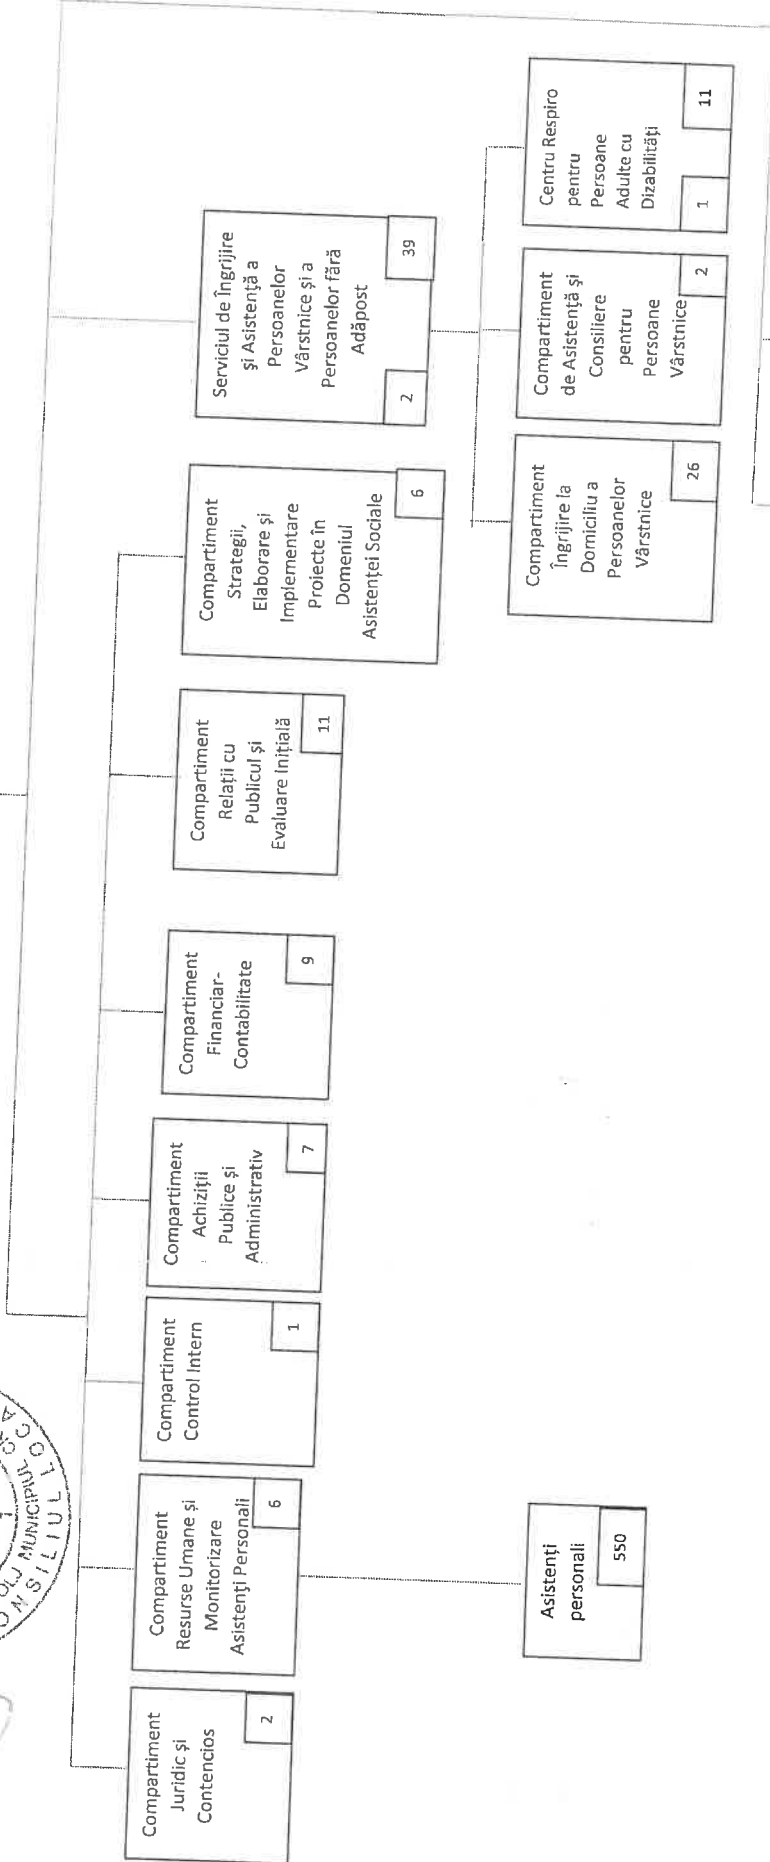 CONSILIUL LOCA
MUNICIPIUL
Compartiment
Juridic și
Contencios
2
Compartiment
Resurse Umane și
Monitorizare
Asistenți Personali
6
Compartiment
Control Intern
1
Compartiment
Achiziții
Publice și
Administrativ
7
Compartiment
Financiar-
Contabilitate
9
Compartiment
Relații cu
Publicul și
Evaluare Inițială
11
Compartiment
Strategii,
Elaborare și
Implementare
Proiecte în
Domeniul
Asistenței Sociale
6
Serviciul de Îngrijire
și Asistență a
Persoanelor
Vârstnice și a
Persoanelor fără
Adăpost
2
39
Asistenți
personali
550
Compartiment
Îngrijire la
Domiciliu a
Persoanelor
Vârstnice
26
Compartiment
de Asistență și
Consiliere
pentru
Persoane
Vârstnice
2
Centru Respiro
pentru
Persoane
Adulte cu
Dizabilități
1
11